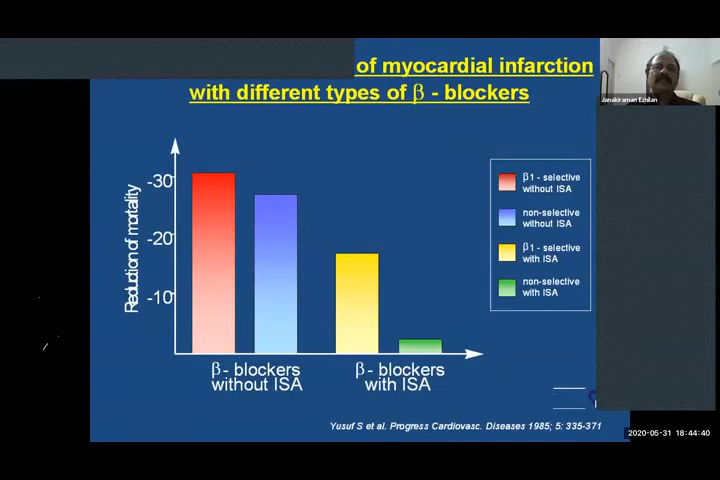 of myocardial infarction
with different types of β - blockers
Janakiraman Ezhilan
Reduction of mortality
-30
-20
-10
β - blockers
without ISA
β - blockers
with ISA
β1 - selective
without ISA
non-selective
without ISA
β1 - selective
with ISA
non-selective
with ISA
Yusuf S et al. Progress Cardiovasc. Diseases 1985; 5: 335-371
2020-05-31 18:44:40